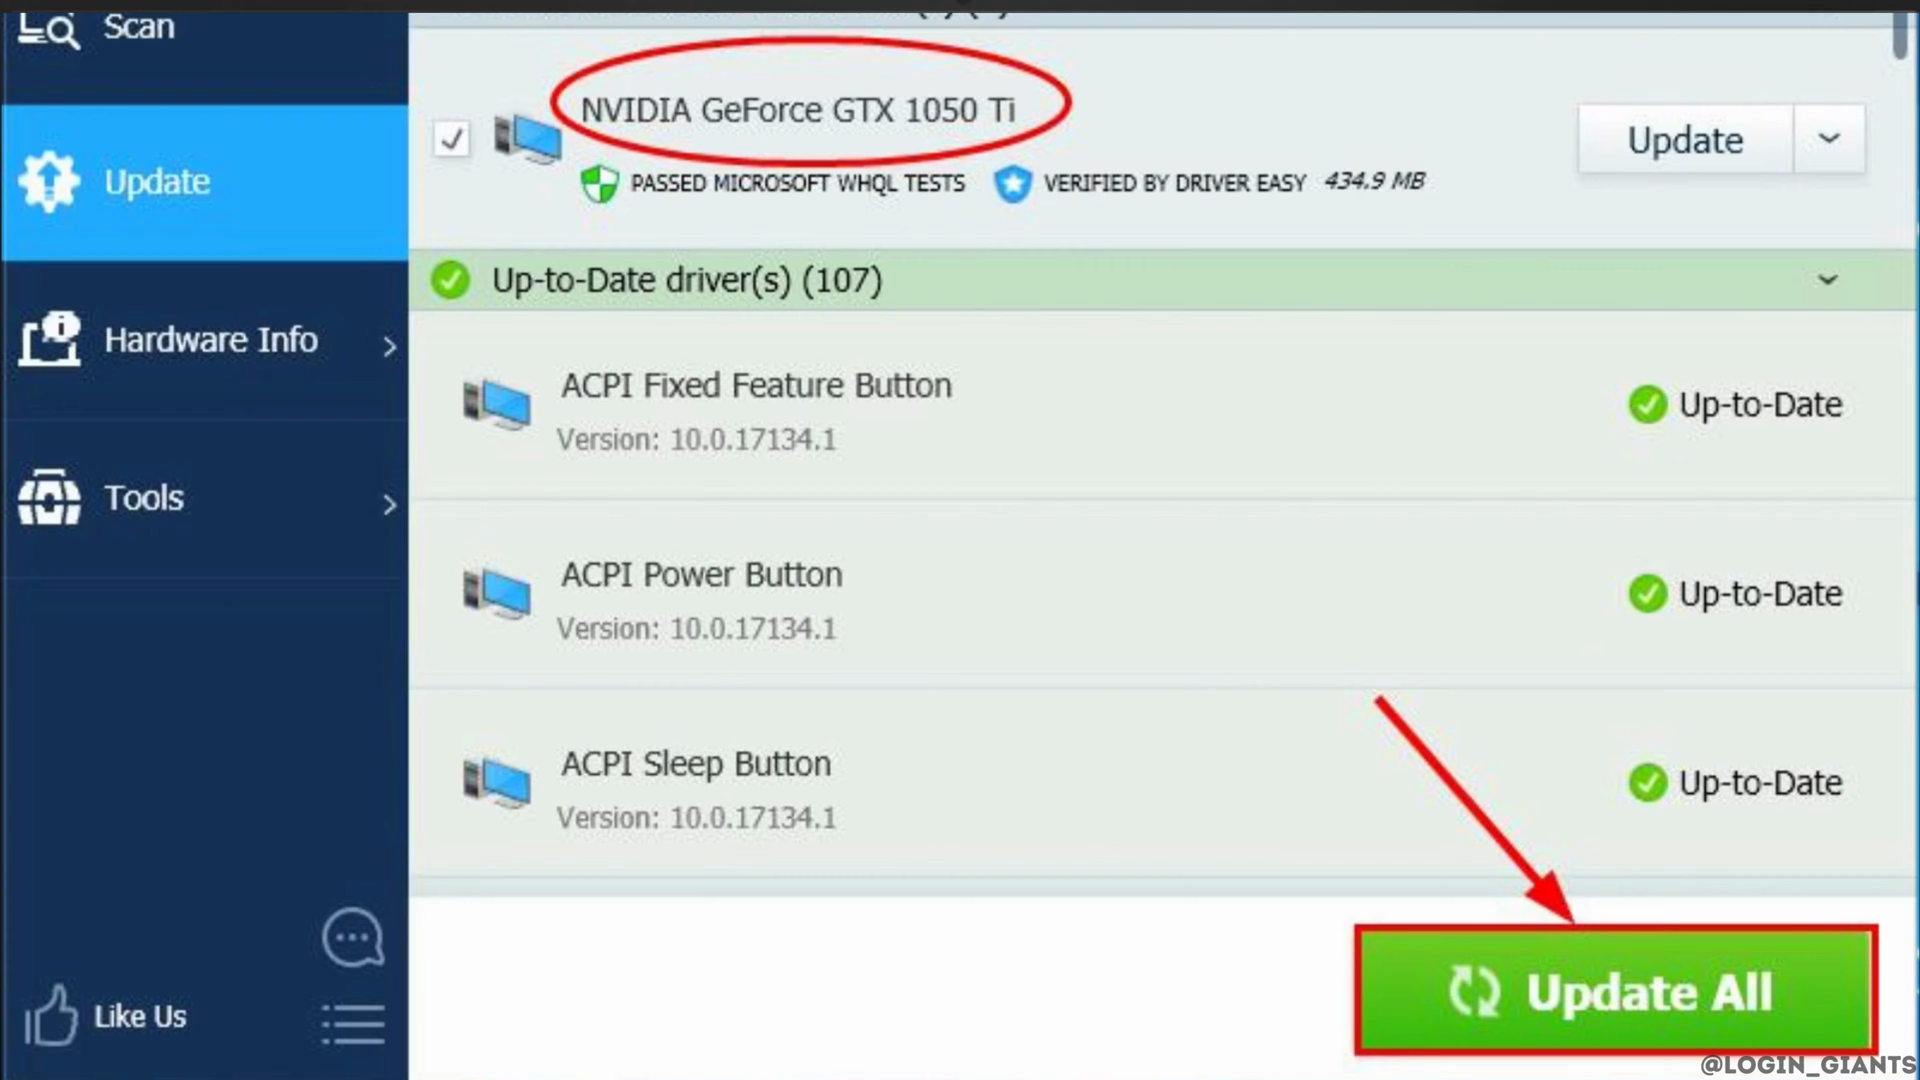 Scan
NVIDIA GeForce GTX 1050 Ti
Update
PASSED MICROSOFT WHQL TESTS VERIFIED BY DRIVER EASY 434.9 MB
Update
Up-to-Date driver(s) (107)
Hardware Info
ACPI Fixed Feature Button
Up-to-Date
Version: 10.0.17134.1
Tools
ACPI Power Button
Up-to-Date
Version: 10.0.17134.1
ACPI Sleep Button
Up-to-Date
Version: 10.0.17134.1
Like Us
Update All
@LOGIN_GIANTS